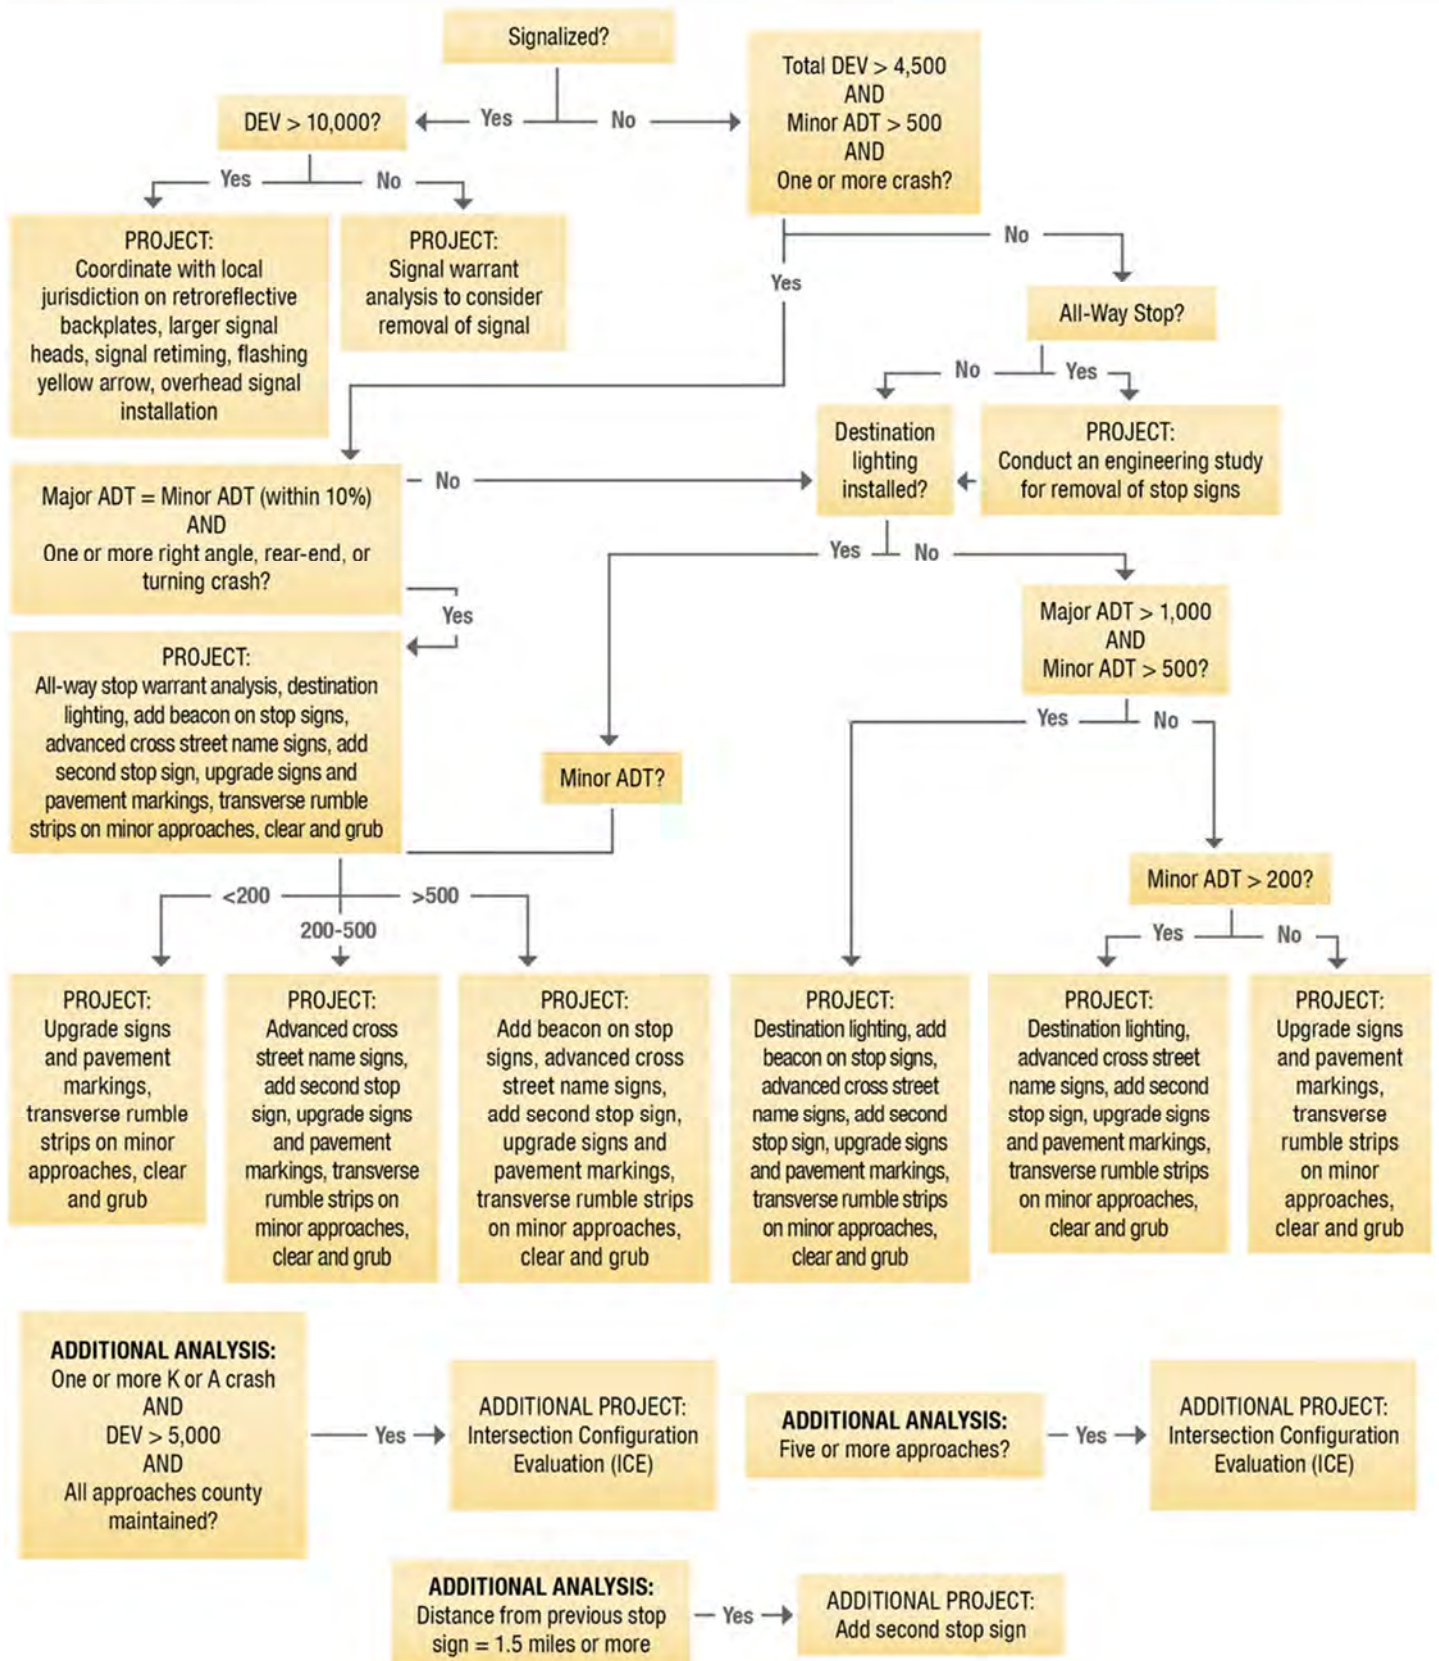 Signalized?
DEV > 10,000?
Yes
No
Total DEV > 4,500
AND
Minor ADT > 500
AND
One or more crash?
Yes
No
PROJECT:
Coordinate with local
jurisdiction on retroreflective
backplates, larger signal
heads, signal retiming, flashing
yellow arrow, overhead signal
installation
PROJECT:
Signal warrant
analysis to consider
removal of signal
Yes
No
All-Way Stop?
No
Yes
Destination
lighting
installed?
PROJECT:
Conduct an engineering study
for removal of stop signs
Major ADT = Minor ADT (within 10%)
AND
One or more right angle, rear-end, or
turning crash?
No
Yes
Yes
No
Major ADT > 1,000
AND
Minor ADT > 500?
PROJECT:
All-way stop warrant analysis, destination
lighting, add beacon on stop signs,
advanced cross street name signs, add
second stop sign, upgrade signs and
pavement markings, transverse rumble
strips on minor approaches, clear and grub
Minor ADT?
Yes
No
Minor ADT > 200?
<200
200-500
>500
Yes
No
PROJECT:
Upgrade signs
and pavement
markings,
transverse rumble
strips on minor
approaches, clear
and grub
PROJECT:
Advanced cross
street name signs,
add second stop
sign, upgrade signs
and pavement
markings, transverse
rumble strips on
minor approaches,
clear and grub
PROJECT:
Add beacon on stop
signs, advanced cross
street name signs,
add second stop sign,
upgrade signs and
pavement markings,
transverse rumble strips
on minor approaches,
clear and grub
PROJECT:
Destination lighting, add
beacon on stop signs,
advanced cross street
name signs, add second
stop sign, upgrade signs
and pavement markings,
transverse rumble strips
on minor approaches,
clear and grub
PROJECT:
Destination lighting,
advanced cross street
name signs, add second
stop sign, upgrade signs
and pavement markings,
transverse rumble strips
on minor approaches,
clear and grub
PROJECT:
Upgrade signs
and pavement
markings,
transverse
rumble strips
on minor
approaches,
clear and grub
ADDITIONAL ANALYSIS:
One or more K or A crash
AND
DEV > 5,000
AND
All approaches county
maintained?
Yes
ADDITIONAL PROJECT:
Intersection Configuration
Evaluation (ICE)
ADDITIONAL ANALYSIS:
Five or more approaches?
Yes
ADDITIONAL PROJECT:
Intersection Configuration
Evaluation (ICE)
ADDITIONAL ANALYSIS:
Distance from previous stop
sign = 1.5 miles or more
Yes
ADDITIONAL PROJECT:
Add second stop sign